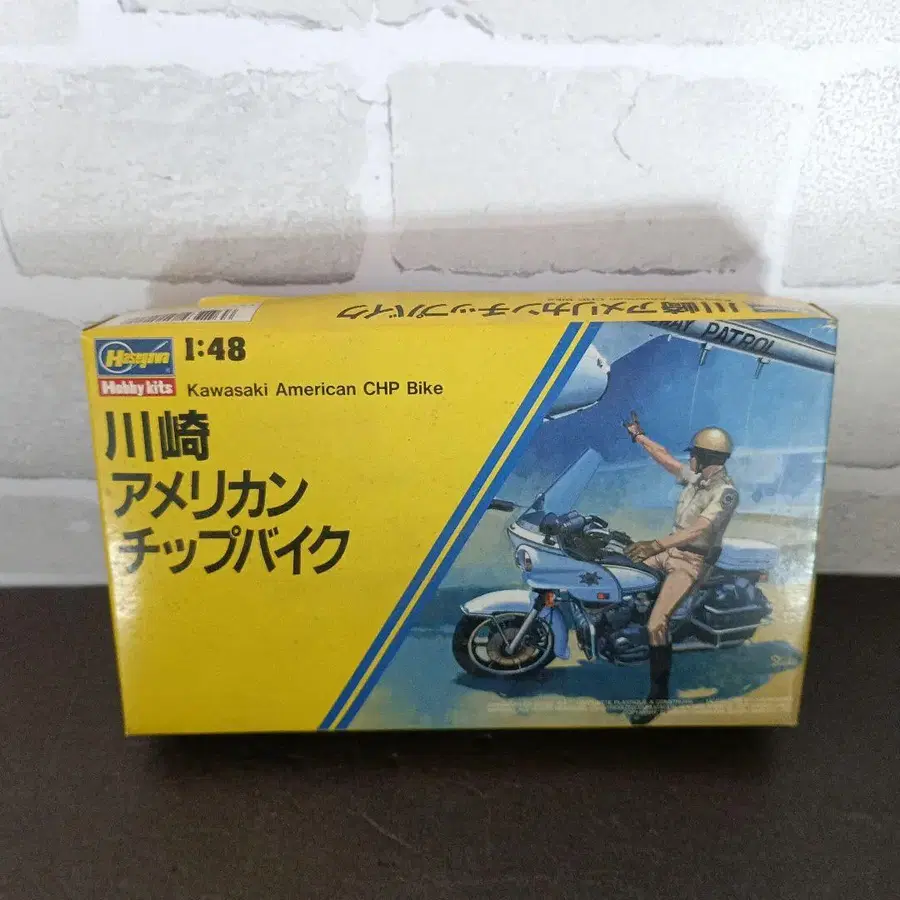 川崎アメリカンチップバイク
Hasegawa
Hobby kits
1:48
Kawasaki American CHP Bike
川崎
アメリカン
チップバイク
WAY PATROL